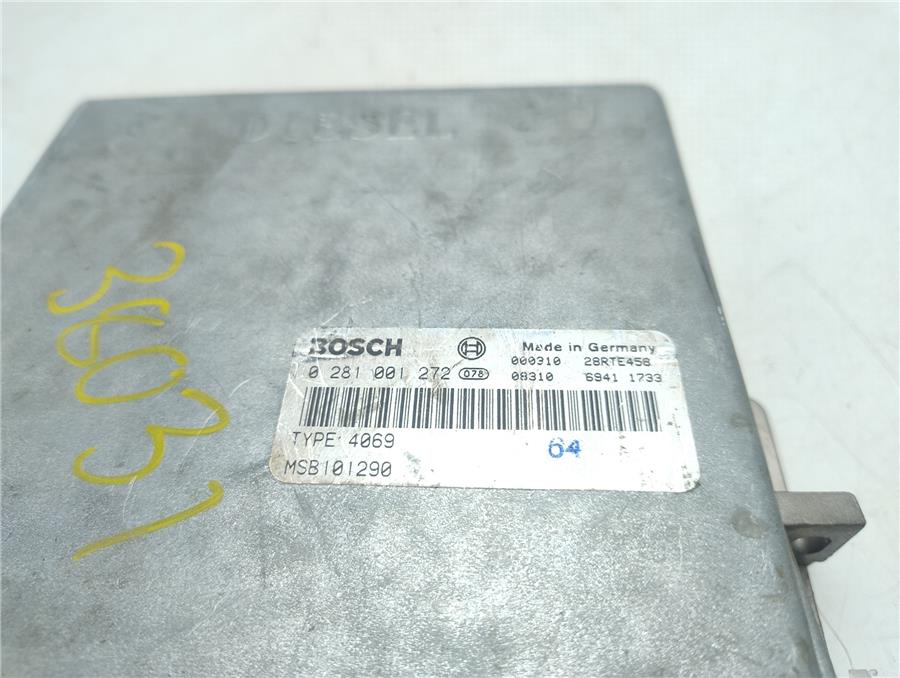 DIESEL
36031
BOSCH Made in Germany
000310 28RTE458
0 281 001 272 078 08310 6941 1733
TYPE 4069 64
MSB101290